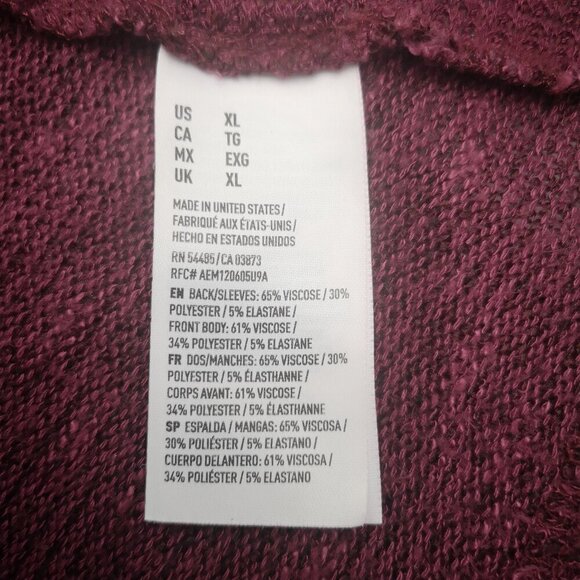 US XL
CA TG
MX EXG
UK XL
MADE IN UNITED STATES /
FABRIQUÉ AUX ÉTATS-UNIS /
HECHO EN ESTADOS UNIDOS
RN 54485 / CA 03873
RFC# AEM120605U9A
EN BACK/SLEEVES: 65% VISCOSE / 30%
POLYESTER / 5% ELASTANE /
FRONT BODY: 61% VISCOSE /
34% POLYESTER / 5% ELASTANE
FR DOS/MANCHES: 65% VISCOSE / 30%
POLYESTER / 5% ÉLASTHANNE /
CORPS AVANT: 61% VISCOSE /
34% POLYESTER / 5% ÉLASTHANNE
SP ESPALDA / MANGAS: 65% VISCOSA /
30% POLIÉSTER / 5% ELASTANO /
CUERPO DELANTERO: 61% VISCOSA /
34% POLIÉSTER / 5% ELASTANO